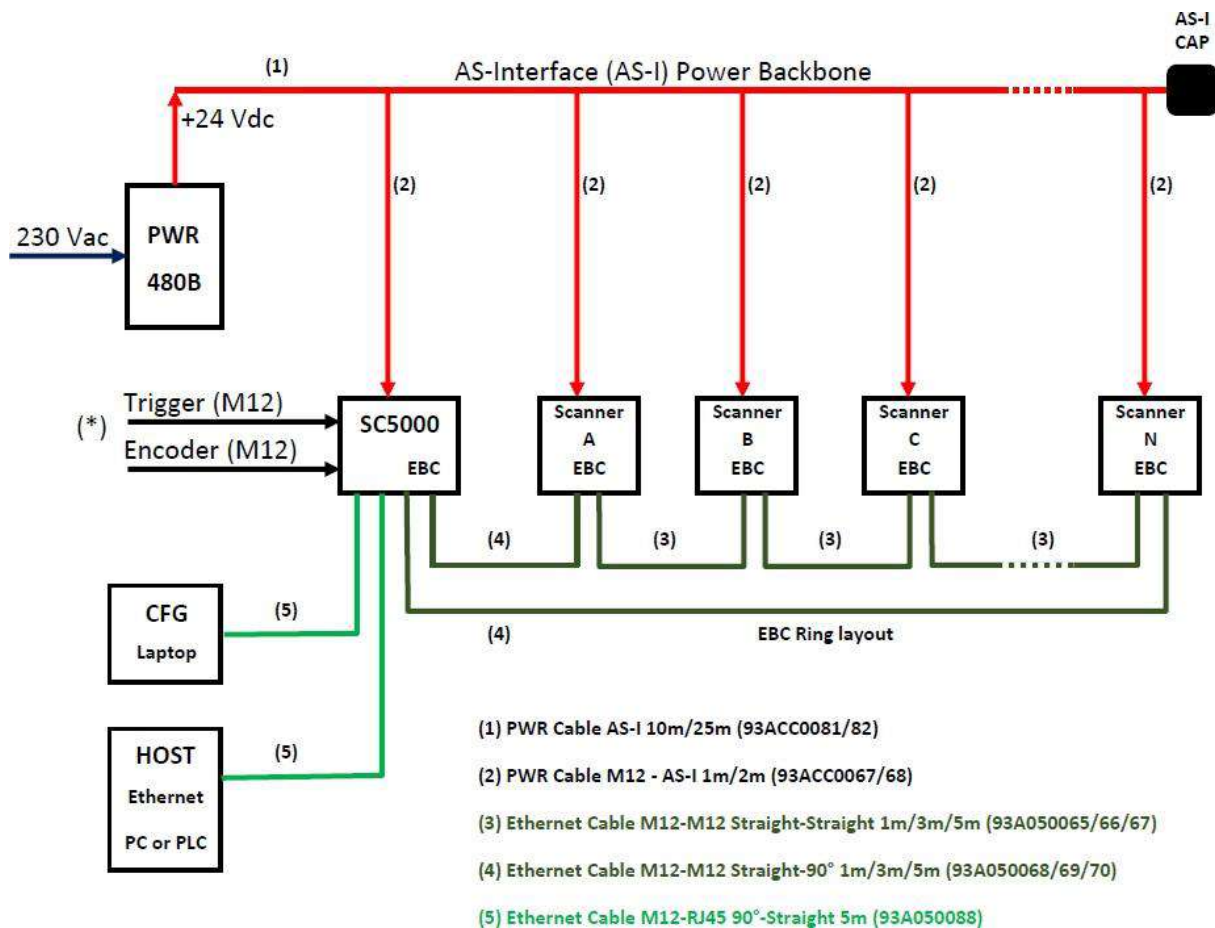 AS-I
CAP
(1)
AS-Interface (AS-I) Power Backbone
+24 Vdc
(2)
(2)
(2)
(2)
(2)
230 Vac
PWR
480B
(*)
Trigger (M12)
Encoder (M12)
SC5000
EBC
Scanner
A
EBC
Scanner
B
EBC
Scanner
C
EBC
Scanner
N
EBC
(4)
(3)
(3)
(3)
(4)
EBC Ring layout
CFG
Laptop
(5)
HOST
Ethernet
PC or PLC
(5)
(1) PWR Cable AS-I 10m/25m (93ACC0081/82)
(2) PWR Cable M12 - AS-I 1m/2m (93ACC0067/68)
(3) Ethernet Cable M12-M12 Straight-Straight 1m/3m/5m (93A050065/66/67)
(4) Ethernet Cable M12-M12 Straight-90° 1m/3m/5m (93A050068/69/70)
(5) Ethernet Cable M12-RJ45 90°-Straight 5m (93A050088)